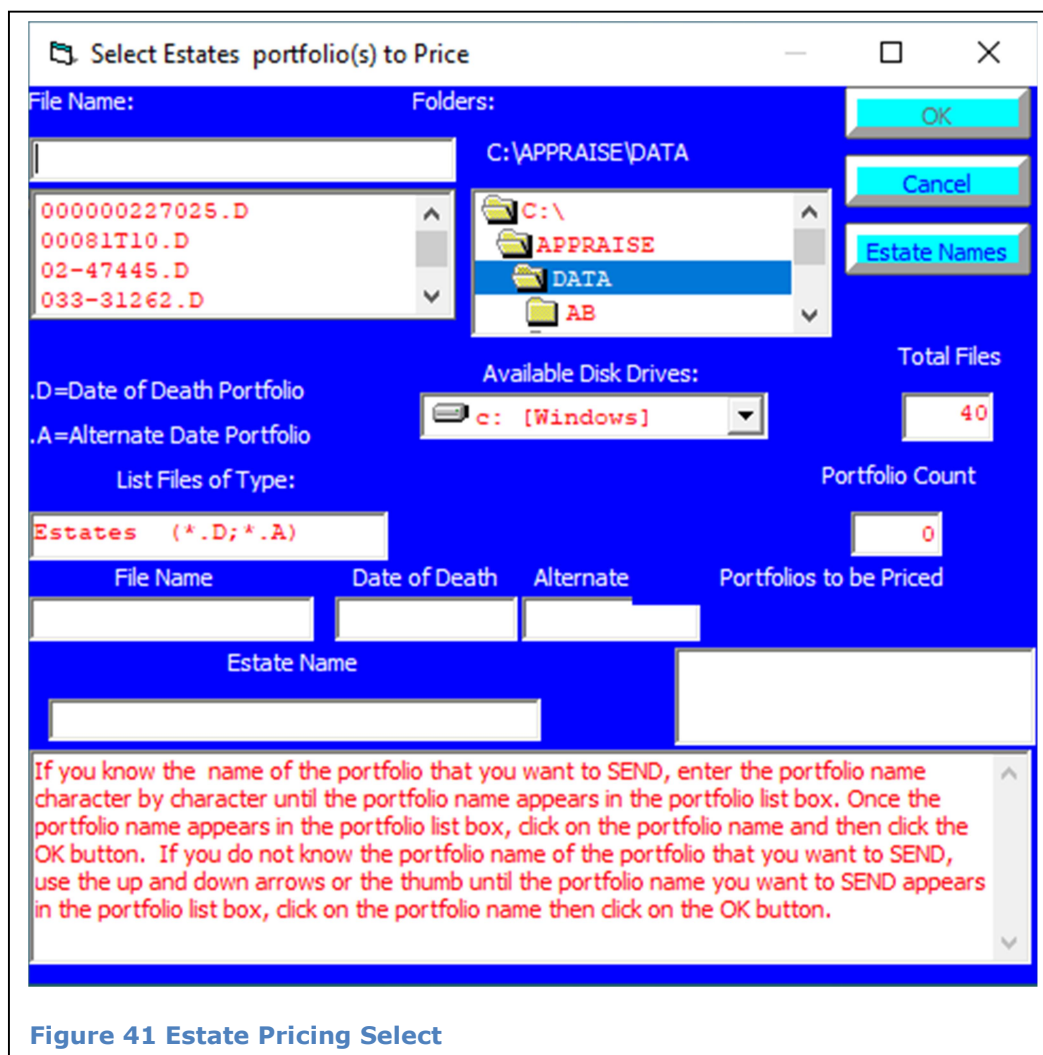 Select Estates portfolio(s) to Price
File Name:
Folders:
OK
C:\APPRAISE\DATA
Cancel
Estate Names
000000227025.D
00081T10.D
02-47445.D
033-31262.D
C:\
APPRAISE
DATA
AB
Total Files
40
Available Disk Drives:
c: [Windows]
.D=Date of Death Portfolio
.A=Alternate Date Portfolio
List Files of Type:
Estates (*.D;*.A)
Portfolio Count
0
File Name
Date of Death
Alternate
Portfolios to be Priced
Estate Name
If you know the name of the portfolio that you want to SEND, enter the portfolio name
character by character until the portfolio name appears in the portfolio list box. Once the
portfolio name appears in the portfolio list box, click on the portfolio name and then click the
OK button. If you do not know the portfolio name of the portfolio that you want to SEND,
use the up and down arrows or the thumb until the portfolio name you want to SEND appears
in the portfolio list box, click on the portfolio name then click on the OK button.
Figure 41 Estate Pricing Select